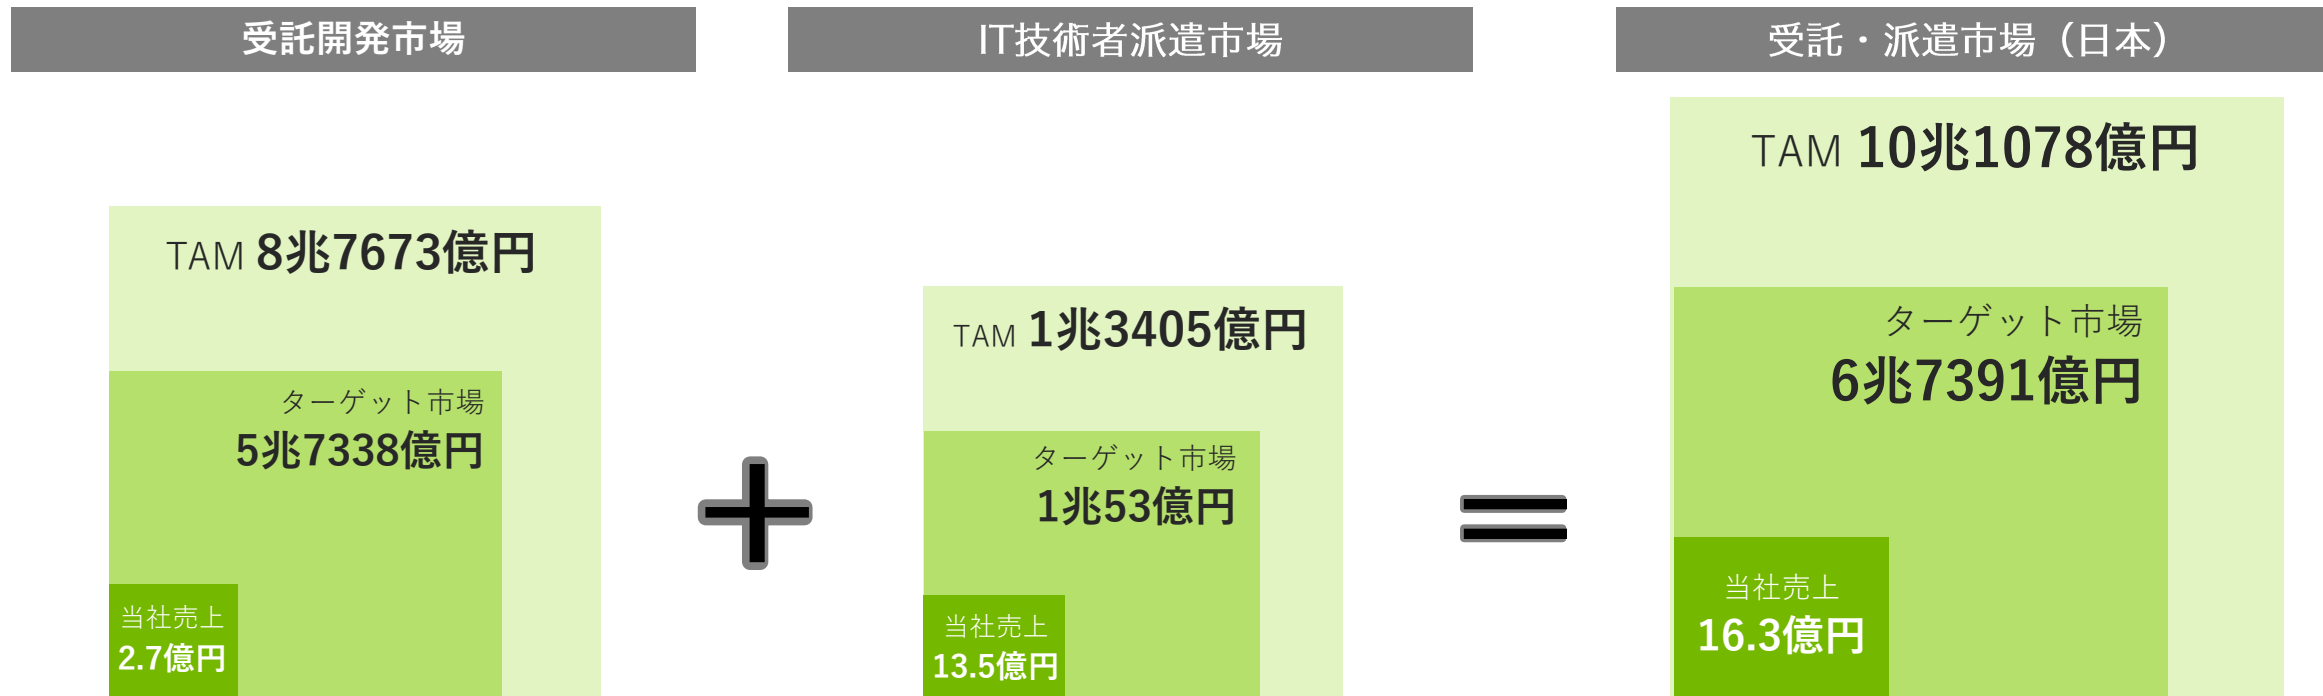 受託開発市場
TAM 8兆7673億円
ターゲット市場
5兆7338億円
当社売上
2.7億円
+
IT技術者派遣市場
TAM 1兆3405億円
ターゲット市場
1兆53億円
当社売上
13.5億円
=
受託・派遣市場（日本）
TAM 10兆1078億円
ターゲット市場
6兆7391億円
当社売上
16.3億円